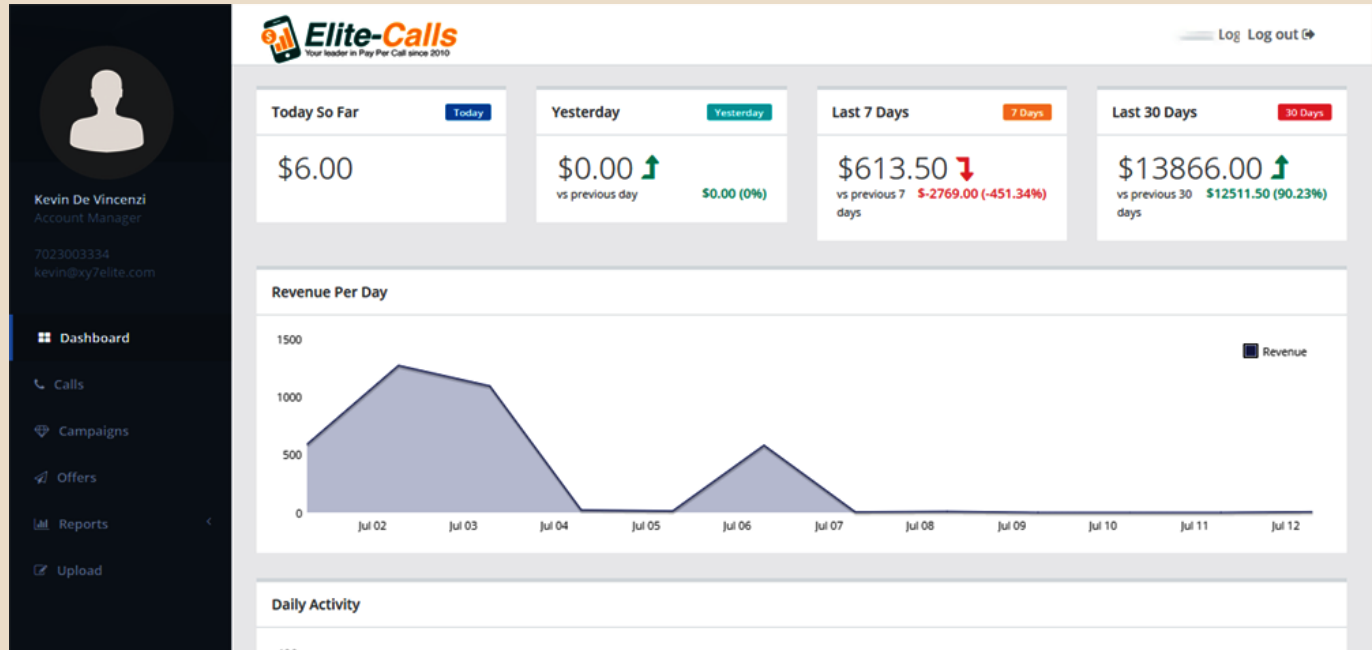 Elite-Calls
Your leader in Pay Per Call since 2010
Log Log out
Kevin De Vincenzi
Account Manager
7023003334
kevin@xy7elite.com
Dashboard
Calls
Campaigns
Offers
Reports
Upload
Today So Far Today
$6.00
Yesterday Yesterday
$0.00
vs previous day $0.00 (0%)
Last 7 Days 7 Days
$613.50
vs previous 7 $-2769.00 (-451.34%)
days
Last 30 Days 30 Days
$13866.00
vs previous 30 $12511.50 (90.23%)
days
Revenue Per Day
1500
Revenue
1000
500
0
Jul 02 Jul 03 Jul 04 Jul 05 Jul 06 Jul 07 Jul 08 Jul 09 Jul 10 Jul 11 Jul 12
Daily Activity